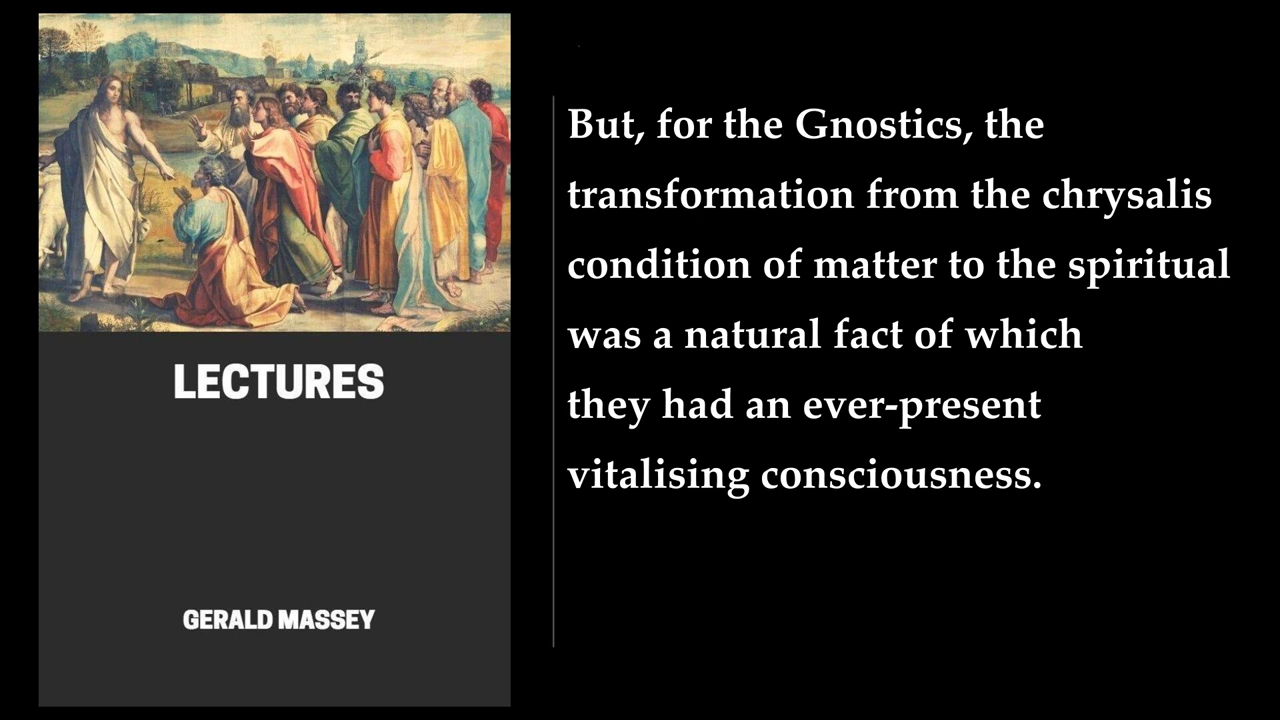 LECTURES
GERALD MASSEY
But, for the Gnostics, the
transformation from the chrysalis
condition of matter to the spiritual
was a natural fact of which
they had an ever-present
vitalising consciousness.